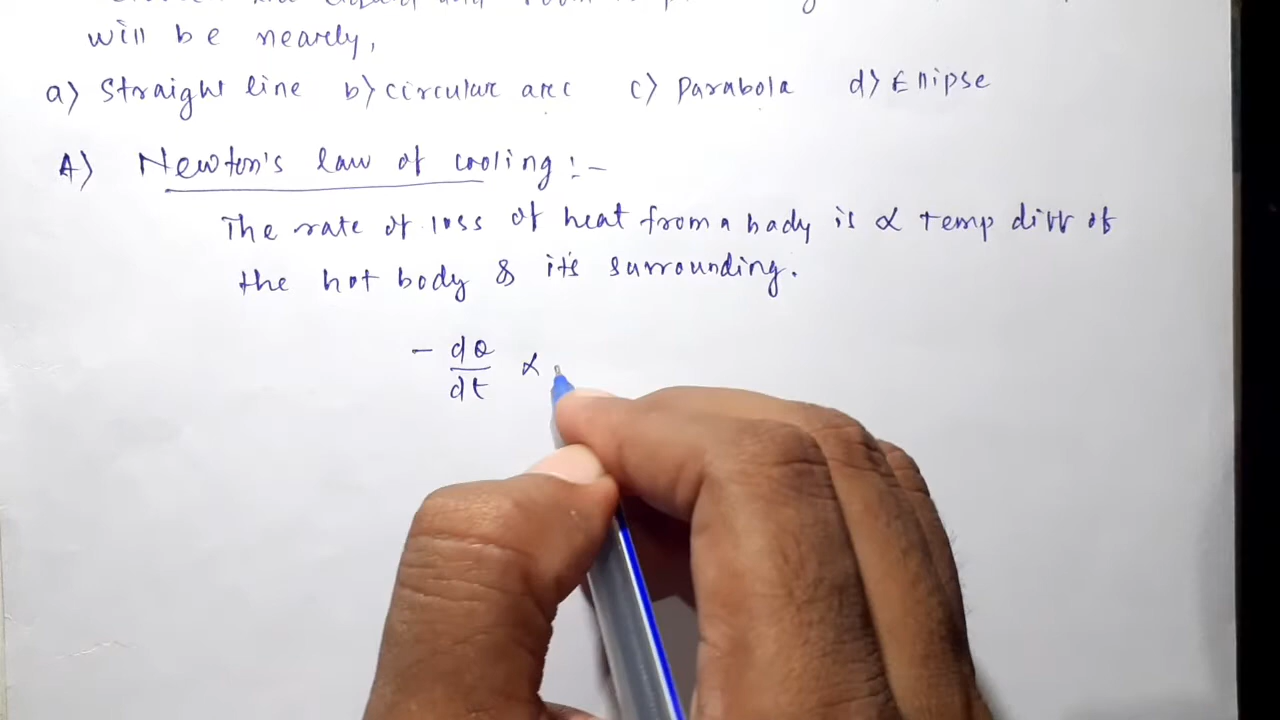 will be nearly,
a) straight line b) circular arc c) Parabola d) Ellipse
A) Newton's law of cooling :-
The rate of loss of heat from a body is ∝ temp diff of
the hot body & it's surrounding.
- dθ/dt ∝